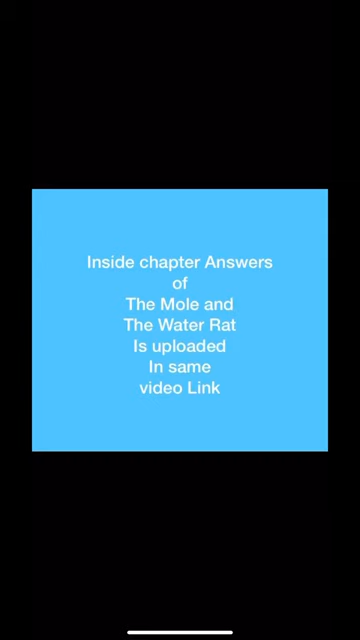 Inside chapter Answers
of
The Mole and
The Water Rat
Is uploaded
In same
video Link